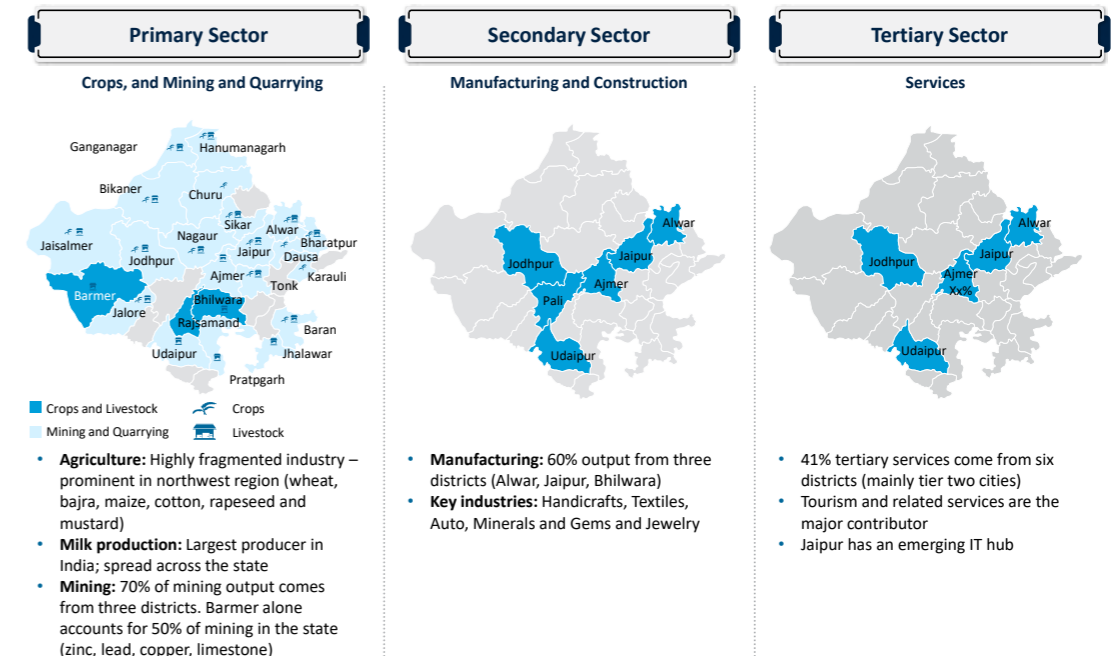 Primary Sector
Crops, and Mining and Quarrying
Ganganagar
Hanumanagarh
Bikaner
Churu
Sikar
Alwar
Nagaur
Bharatpur
Jaisalmer
Jaipur
Dausa
Jodhpur
Ajmer
Karauli
Tonk
Barmer
Bhilwara
Jalore
Rajsamand
Baran
Udaipur
Jhalawar
Pratpgarh
Crops and Livestock
Crops
Mining and Quarrying
Livestock
• Agriculture: Highly fragmented industry –
prominent in northwest region (wheat,
bajra, maize, cotton, rapeseed and
mustard)
• Milk production: Largest producer in
India; spread across the state
• Mining: 70% of mining output comes
from three districts. Barmer alone
accounts for 50% of mining in the state
(zinc, lead, copper, limestone)
Secondary Sector
Manufacturing and Construction
Alwar
Jaipur
Jodhpur
Ajmer
Pali
Udaipur
• Manufacturing: 60% output from three
districts (Alwar, Jaipur, Bhilwara)
• Key industries: Handicrafts, Textiles,
Auto, Minerals and Gems and Jewelry
Tertiary Sector
Services
Alwar
Jaipur
Jodhpur
Ajmer
Xx%
Udaipur
• 41% tertiary services come from six
districts (mainly tier two cities)
• Tourism and related services are the
major contributor
• Jaipur has an emerging IT hub